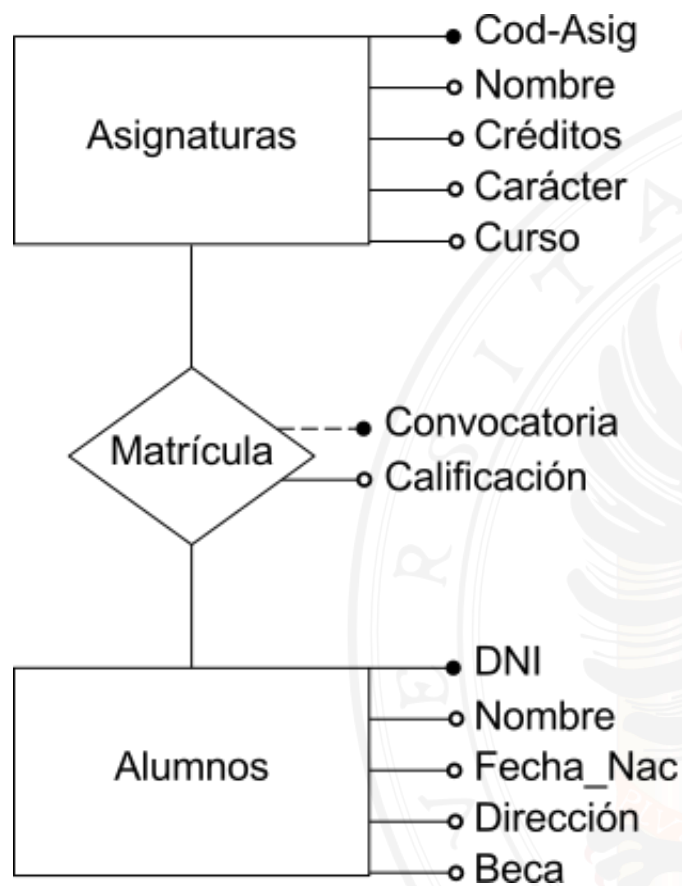 Cod-Asig
Nombre
Asignaturas
Créditos
Carácter
Curso
Convocatoria
Matrícula
Calificación
DNI
Nombre
Alumnos
Fecha_Nac
Dirección
Beca